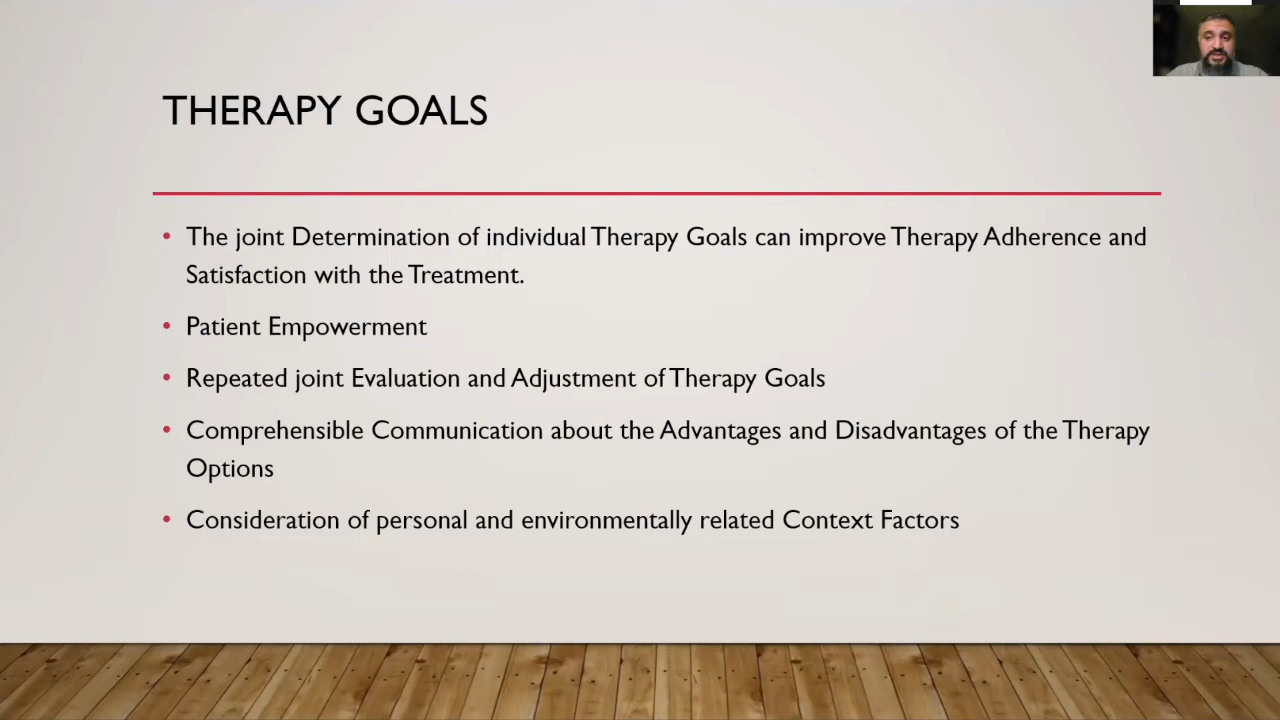 THERAPY GOALS
• The joint Determination of individual Therapy Goals can improve Therapy Adherence and
Satisfaction with the Treatment.
• Patient Empowerment
• Repeated joint Evaluation and Adjustment of Therapy Goals
• Comprehensible Communication about the Advantages and Disadvantages of the Therapy
Options
• Consideration of personal and environmentally related Context Factors